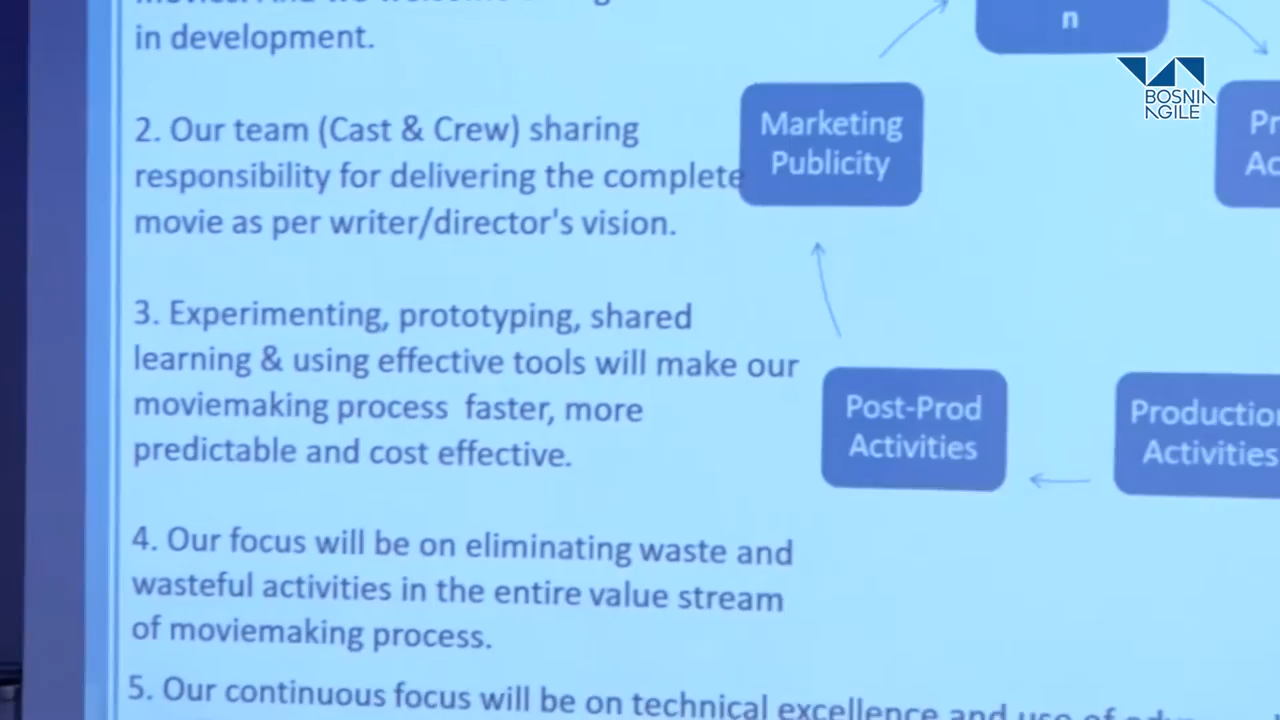 in development.
2. Our team (Cast & Crew) sharing
responsibility for delivering the complete
movie as per writer/director's vision.
3. Experimenting, prototyping, shared
learning & using effective tools will make our
moviemaking process faster, more
predictable and cost effective.
4. Our focus will be on eliminating waste and
wasteful activities in the entire value stream
of moviemaking process.
5. Our continuous focus will be on technical excellence and use of
n
Marketing
Publicity
Pr
Ac
Post-Prod
Activities
Production
Activities
BOSNIA
AGILE